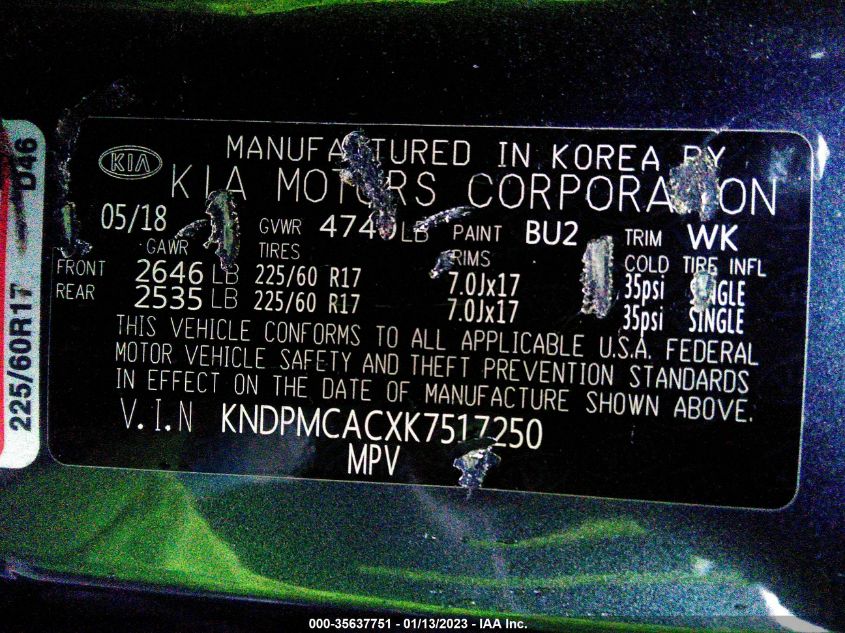 D46
225/60R17
KIA
MANUFACTURED IN KOREA BY
KIA MOTORS CORPORATION
05/18 GVWR LB PAINT BU2 TRIM WK
GAWR TIRES RIMS COLD TIRE INFL
FRONT 2646 LB 225/60 R17 7.0Jx17 35psi SINGLE
REAR 2535 LB 225/60 R17 7.0Jx17 35psi SINGLE
THIS VEHICLE CONFORMS TO ALL APPLICABLE U.S.A. FEDERAL
MOTOR VEHICLE SAFETY AND THEFT PREVENTION STANDARDS
IN EFFECT ON THE DATE OF MANUFACTURE SHOWN ABOVE.
V.I.N KNDPMCACXK7517250
MPV
000-35637751 - 01/13/2023 - IAA Inc.